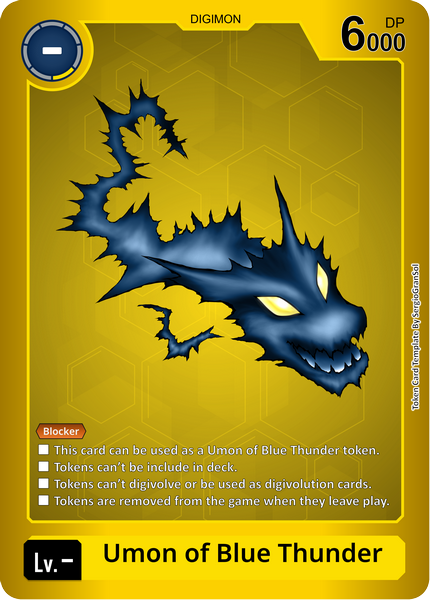 DIGIMON
DP
-
6000
Token Card Template By SergioGranSol
Blocker
This card can be used as a Umon of Blue Thunder token.
Tokens can't be include in deck.
Tokens can't digivolve or be used as digivolution cards.
Tokens are removed from the game when they leave play.
Lv.-
Umon of Blue Thunder